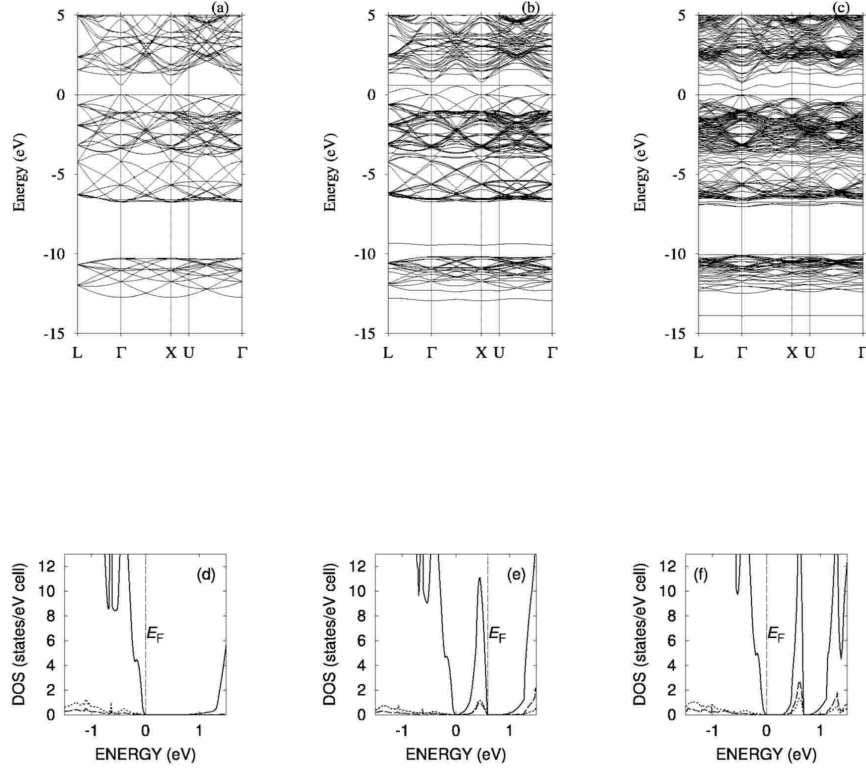 (a)
5
0
-5
-10
-15
Energy (eV)
L Γ X U Γ
(b)
5
0
-5
-10
-15
Energy (eV)
L Γ X U Γ
(c)
5
0
-5
-10
-15
Energy (eV)
L Γ X U Γ
(d)
12
10
8
6
4
2
0
DOS (states/eV cell)
E_F
-1 0 1
ENERGY (eV)
(e)
12
10
8
6
4
2
0
DOS (states/eV cell)
E_F
-1 0 1
ENERGY (eV)
(f)
12
10
8
6
4
2
0
DOS (states/eV cell)
E_F
-1 0 1
ENERGY (eV)